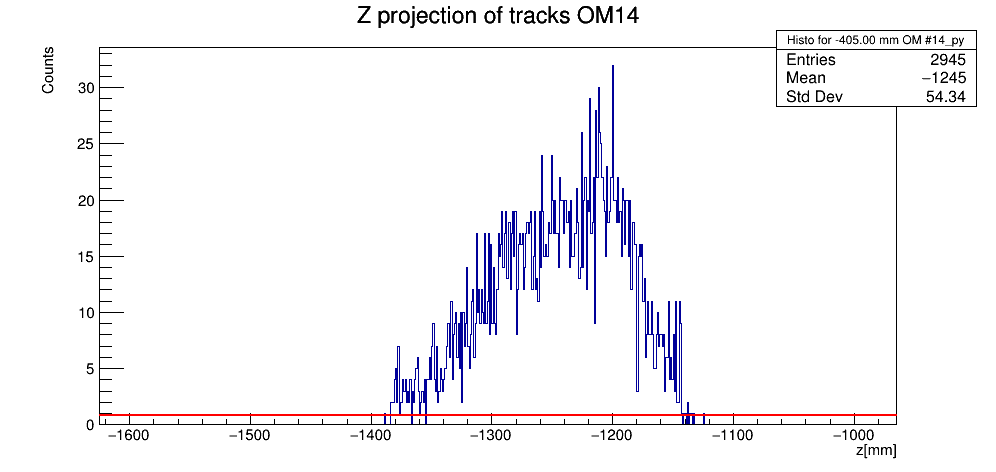 Z projection of tracks OM14
Histo for -405.00 mm OM #14_py
Entries 2945
Mean −1245
Std Dev 54.34
Counts
30
25
20
15
10
5
0
−1600 −1500 −1400 −1300 −1200 −1100 −1000
z[mm]